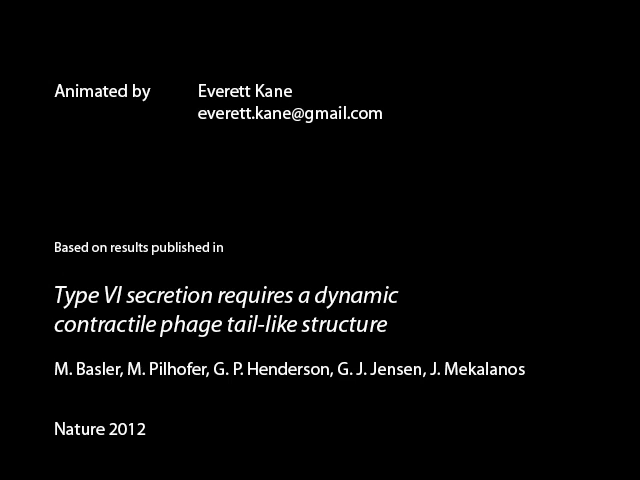 Animated by Everett Kane
everett.kane@gmail.com
Based on results published in
Type VI secretion requires a dynamic
contractile phage tail-like structure
M. Basler, M. Pilhofer, G. P. Henderson, G. J. Jensen, J. Mekalanos
Nature 2012